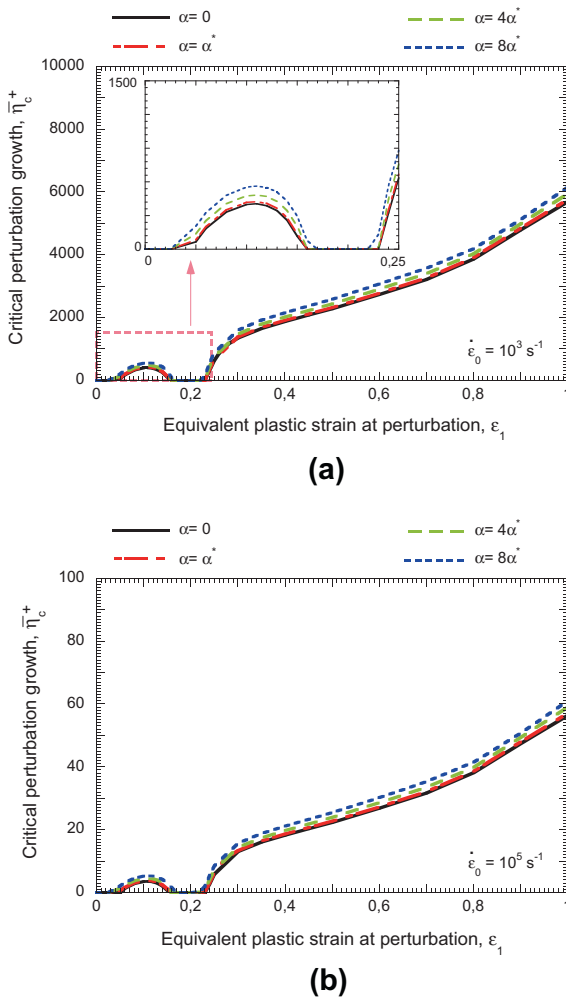 α= 0
α= 4α*
α= α*
α= 8α*
10000
8000
6000
4000
2000
0
Critical perturbation growth, η̅c+
1500
0
0
0,25
ε̇0 = 10³ s-1
0
0,2
0,4
0,6
0,8
1
Equivalent plastic strain at perturbation, ε1
(a)
α= 0
α= 4α*
α= α*
α= 8α*
100
80
60
40
20
0
Critical perturbation growth, η̅c+
ε̇0 = 10⁵ s-1
0
0,2
0,4
0,6
0,8
1
Equivalent plastic strain at perturbation, ε1
(b)